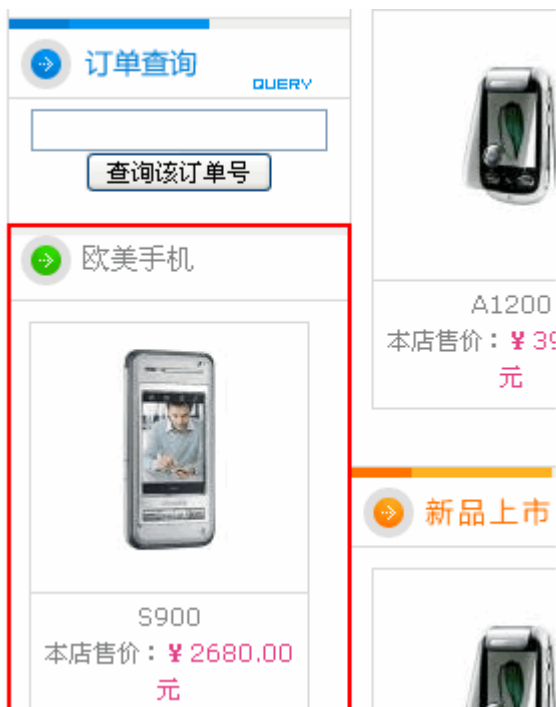 订单查询
QUERY
查询该订单号
欧美手机
S900
本店售价：¥ 2680.00
元
A1200
本店售价：¥ 39
元
新品上市